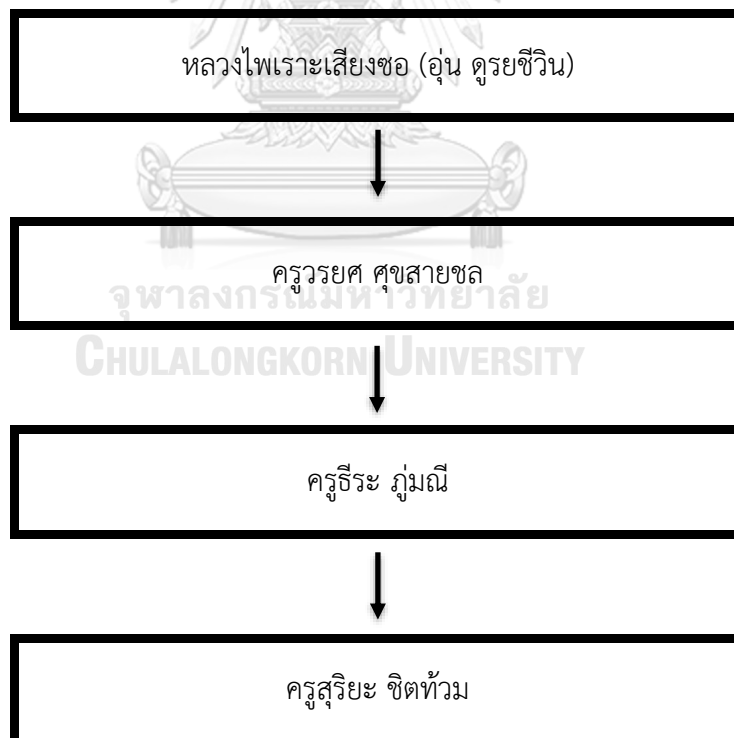 หลวงไพเราะเสียงซอ (อุ่น ดูรยชีวิน)
ครูวรยศ ศุขสายชล
จุฬาลงกรณ์มหาวิทยาลัย
CHULALONGKORN UNIVERSITY
ครูธีระ ภู่มณี
ครูสุริยะ ชิตท้วม